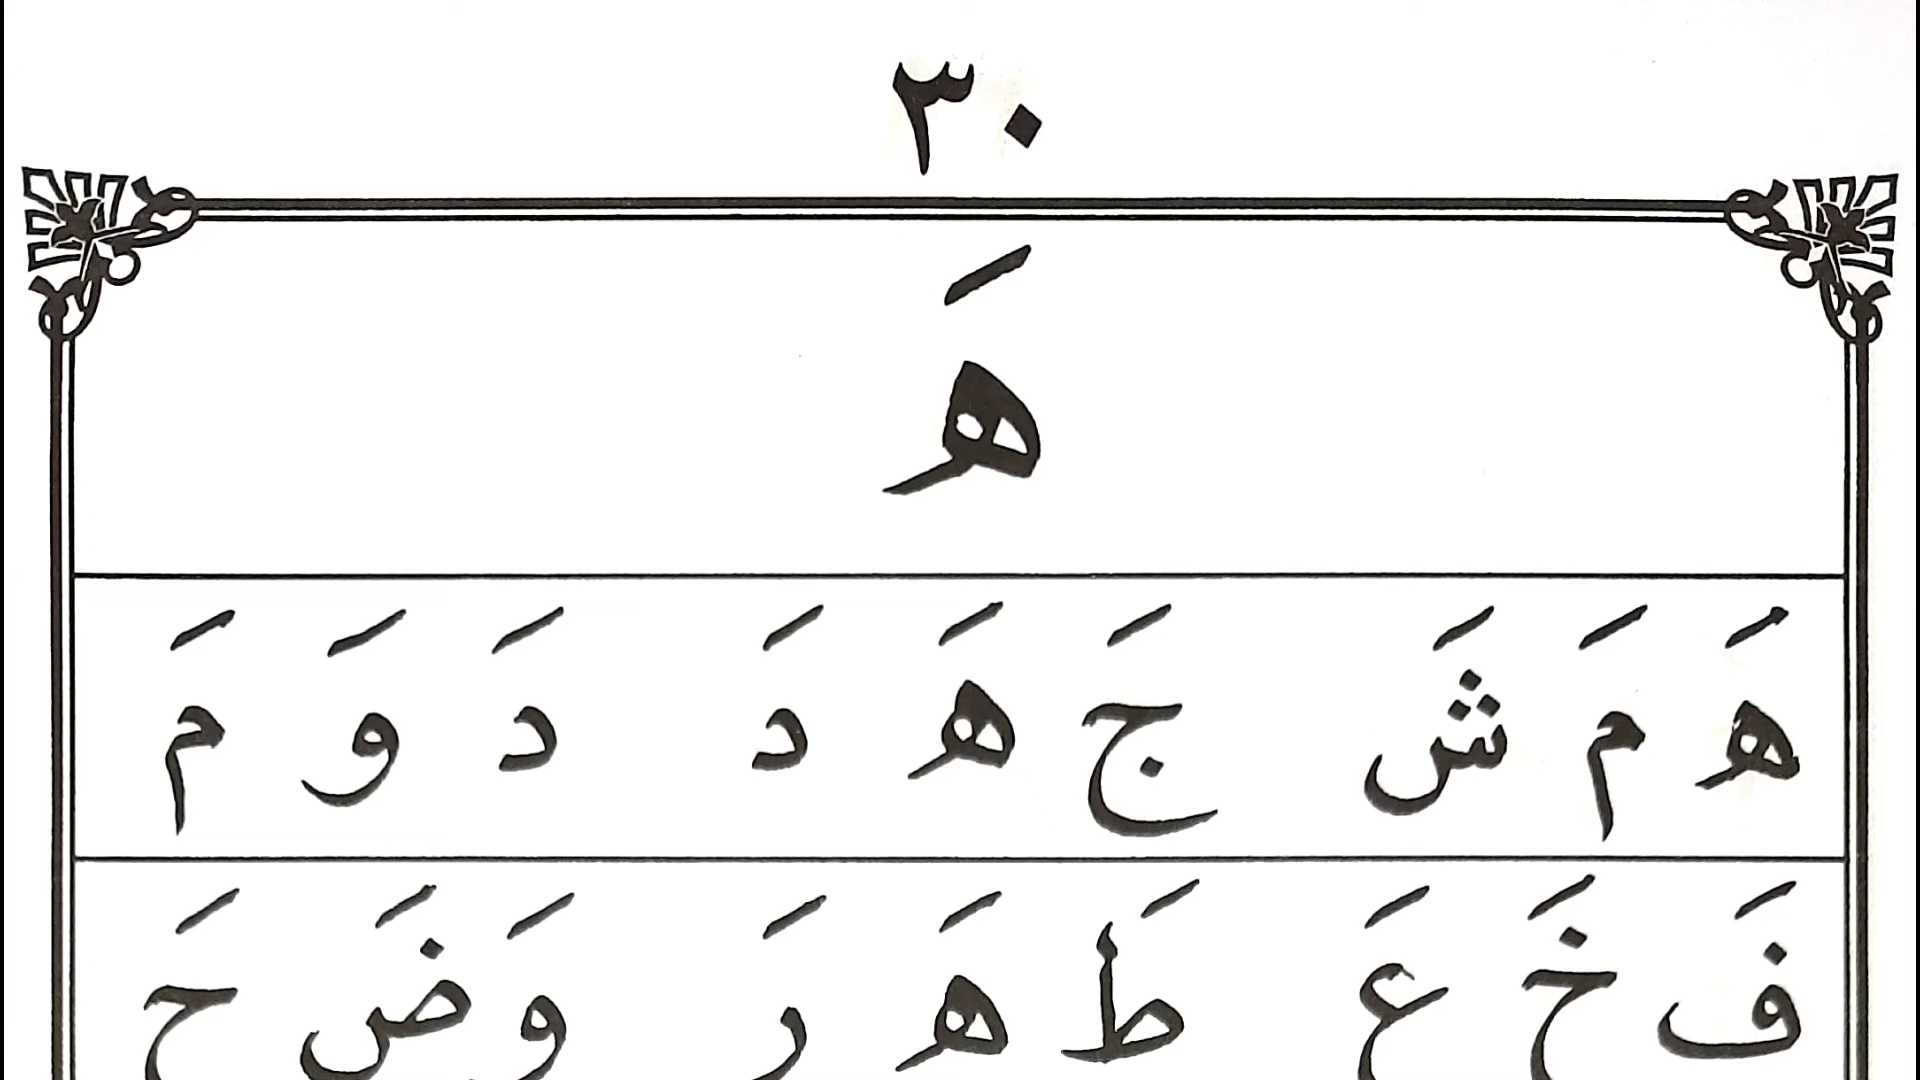 ٣٠
هَ
هَ مَ شَ جَ هَ دَ دَ وَ مَ
فَ خَ عَ طَ هَ رَ وَ ضَ حَ